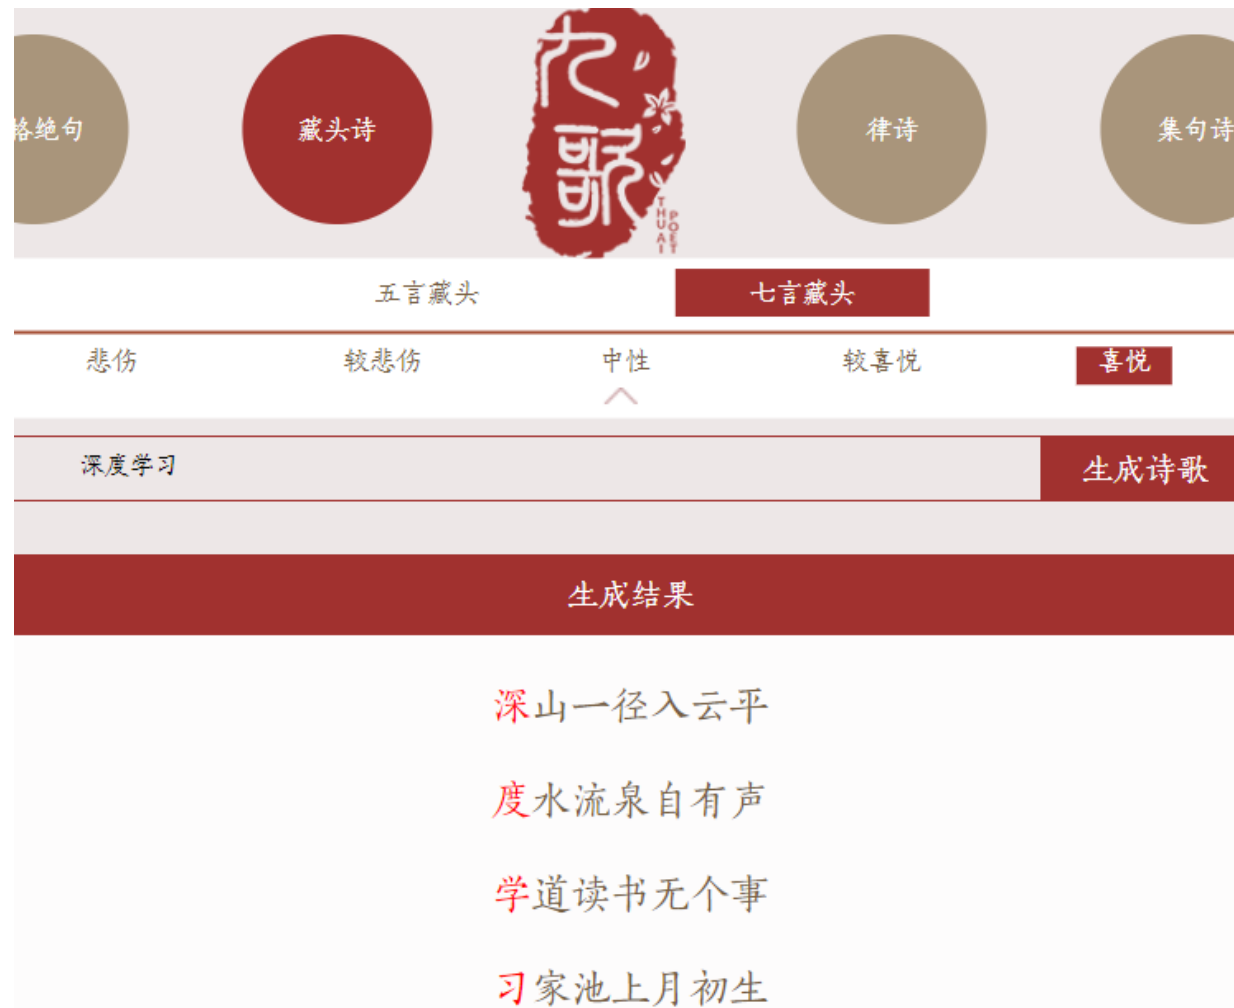 格绝句
藏头诗
九歌
THUAI
POET
律诗
集句诗
五言藏头
七言藏头
悲伤
较悲伤
中性
较喜悦
喜悦
深度学习
生成诗歌
生成结果
深山一径入云平
度水流泉自有声
学道读书无个事
习家池上月初生